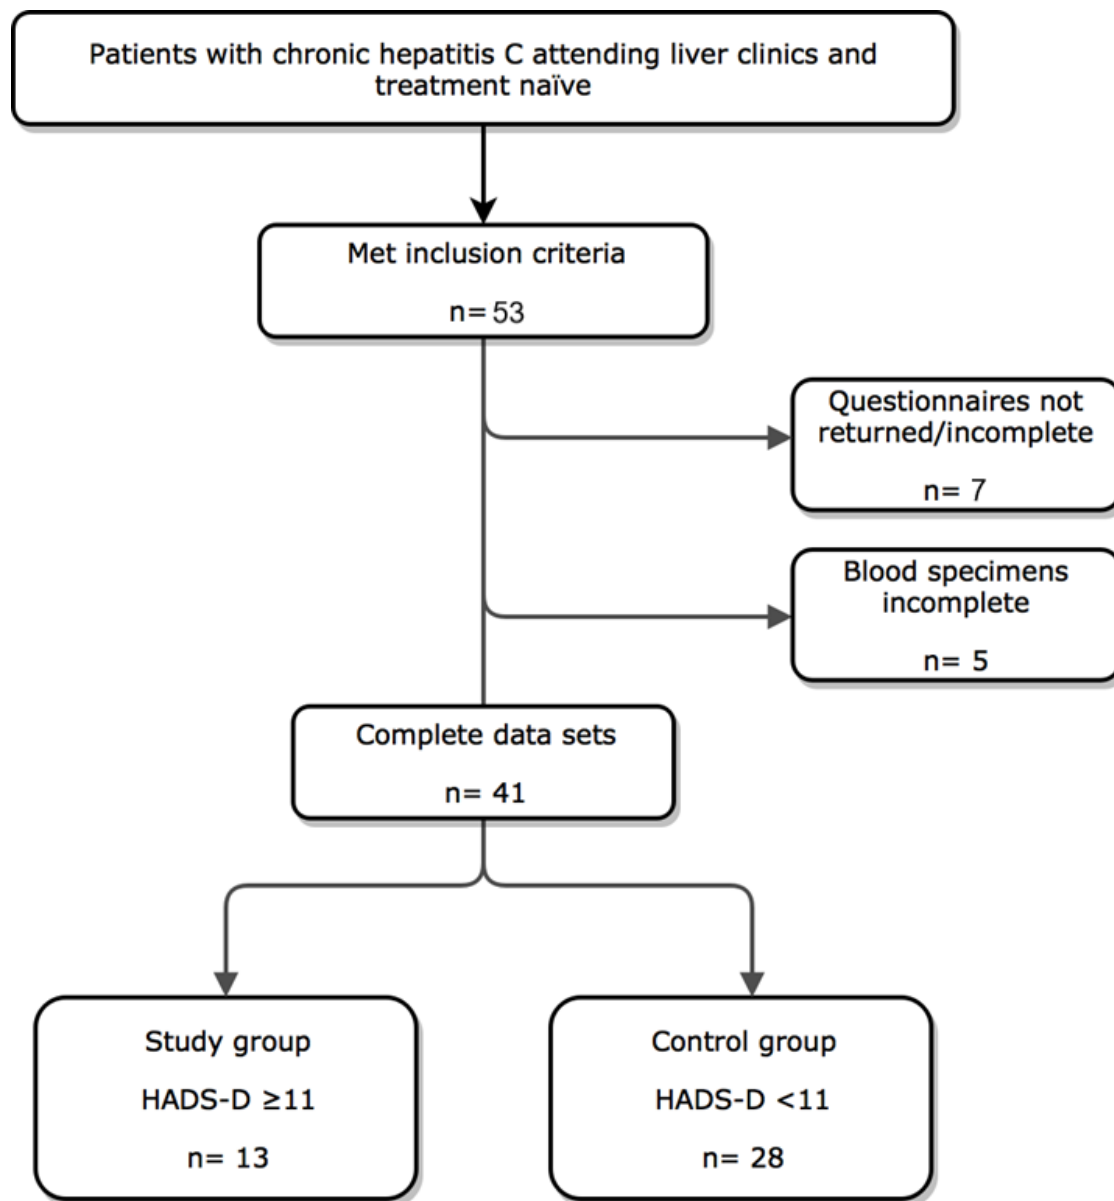 Patients with chronic hepatitis C attending liver clinics and
treatment naïve
Met inclusion criteria
n= 53
Questionnaires not
returned/incomplete
n= 7
Blood specimens
incomplete
n= 5
Complete data sets
n= 41
Study group
HADS-D ≥11
n= 13
Control group
HADS-D <11
n= 28